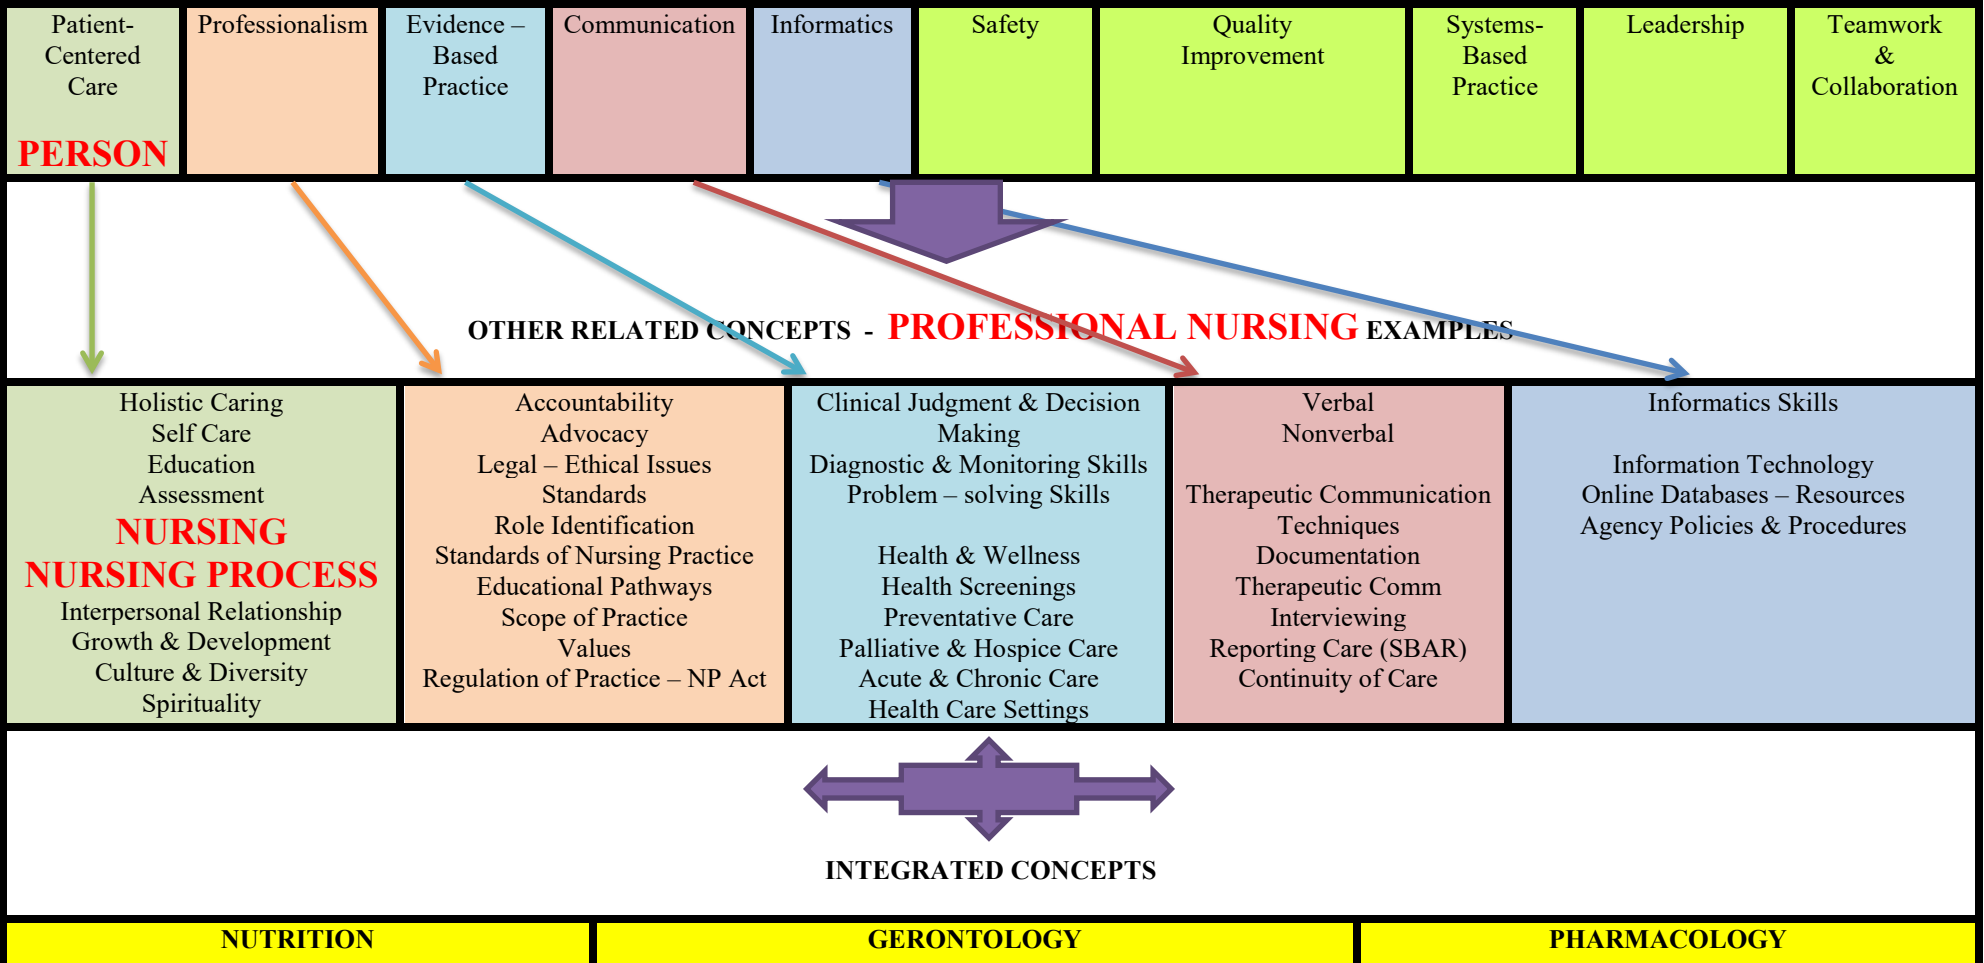 Patient-
Centered
Care
PERSON
Professionalism
Evidence –
Based
Practice
Communication
Informatics
Safety
Quality
Improvement
Systems-
Based
Practice
Leadership
Teamwork
&
Collaboration
OTHER RELATED CONCEPTS - PROFESSIONAL NURSING EXAMPLES
Holistic Caring
Self Care
Education
Assessment
NURSING
NURSING PROCESS
Interpersonal Relationship
Growth & Development
Culture & Diversity
Spirituality
Accountability
Advocacy
Legal – Ethical Issues
Standards
Role Identification
Standards of Nursing Practice
Educational Pathways
Scope of Practice
Values
Regulation of Practice – NP Act
Clinical Judgment & Decision
Making
Diagnostic & Monitoring Skills
Problem – solving Skills
Health & Wellness
Health Screenings
Preventative Care
Palliative & Hospice Care
Acute & Chronic Care
Health Care Settings
Verbal
Nonverbal
Therapeutic Communication
Techniques
Documentation
Therapeutic Comm
Interviewing
Reporting Care (SBAR)
Continuity of Care
Informatics Skills
Information Technology
Online Databases – Resources
Agency Policies & Procedures
INTEGRATED CONCEPTS
NUTRITION
GERONTOLOGY
PHARMACOLOGY